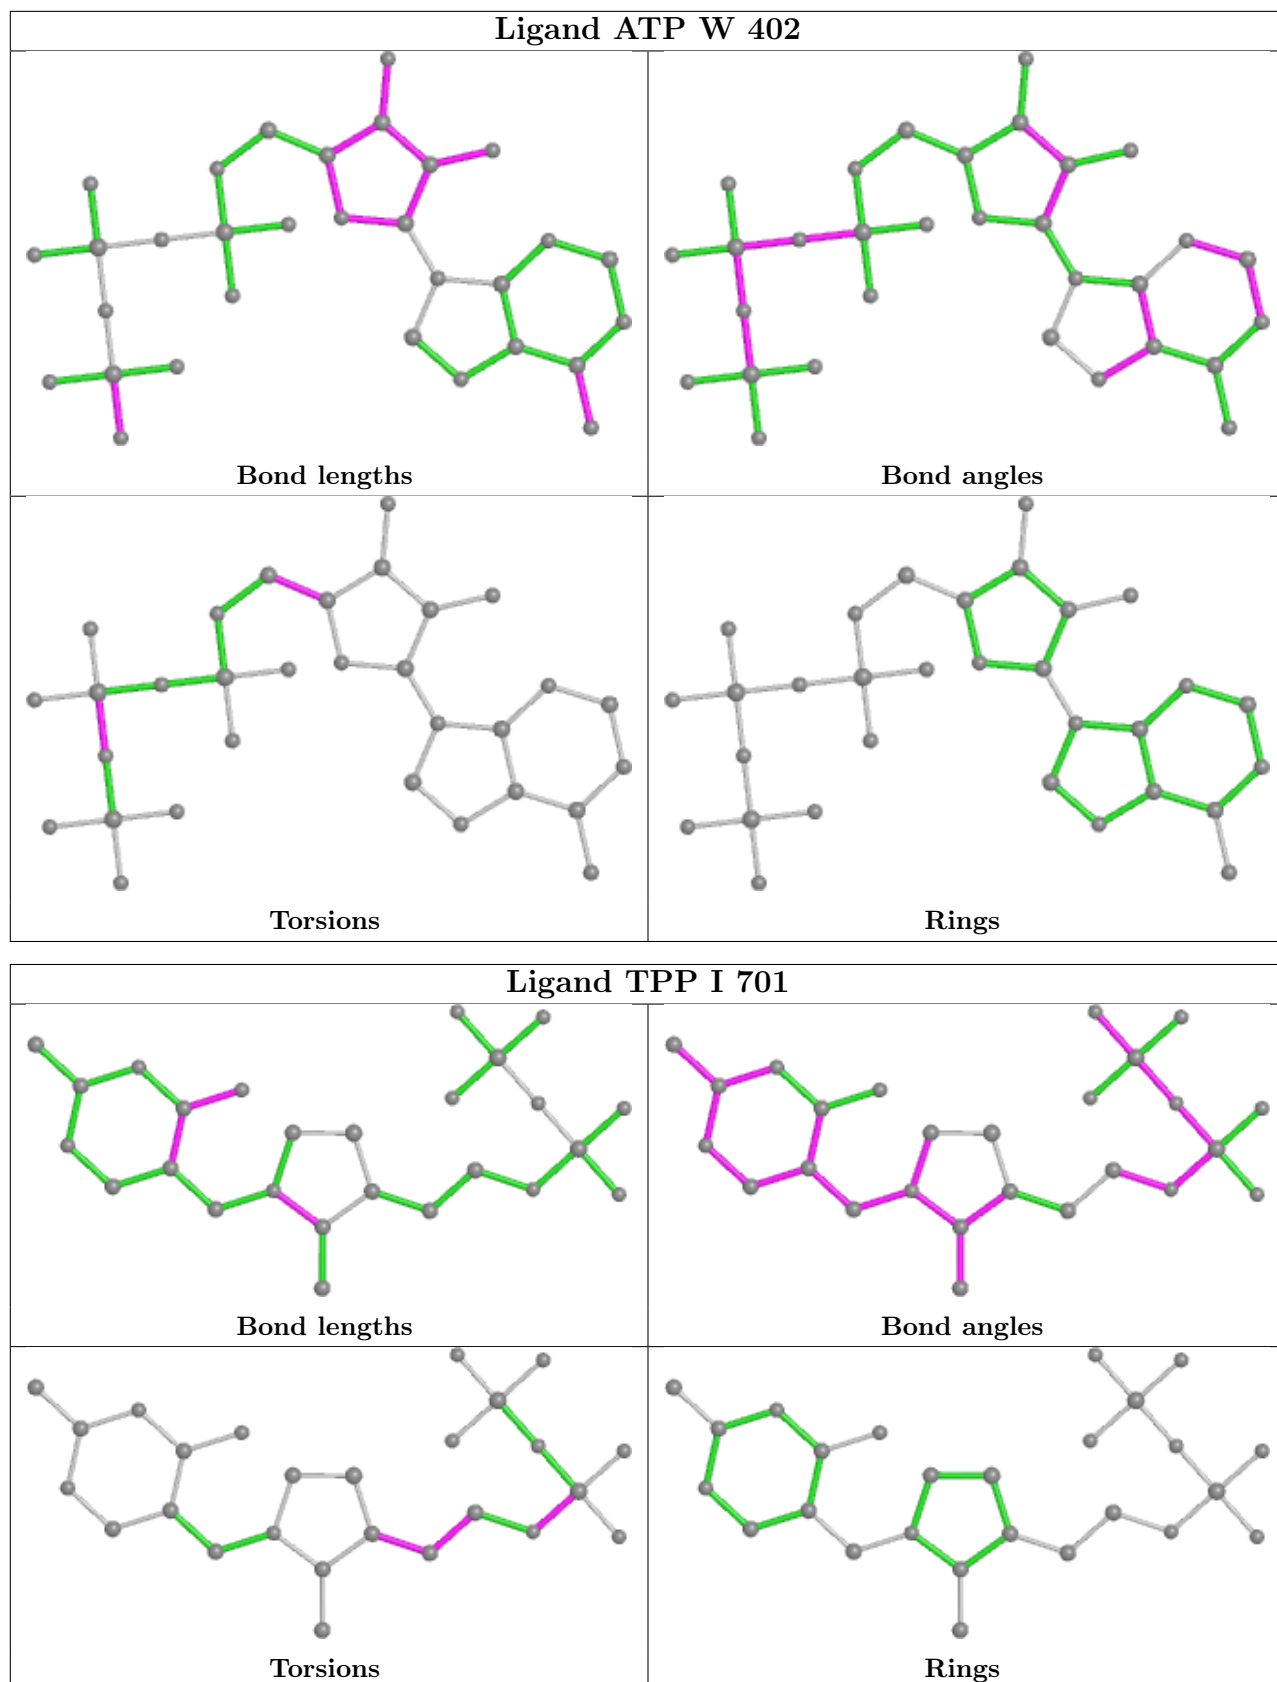 Ligand ATP W 402
Bond lengths
Bond angles
Torsions
Rings
Ligand TPP I 701
Bond lengths
Bond angles
Torsions
Rings